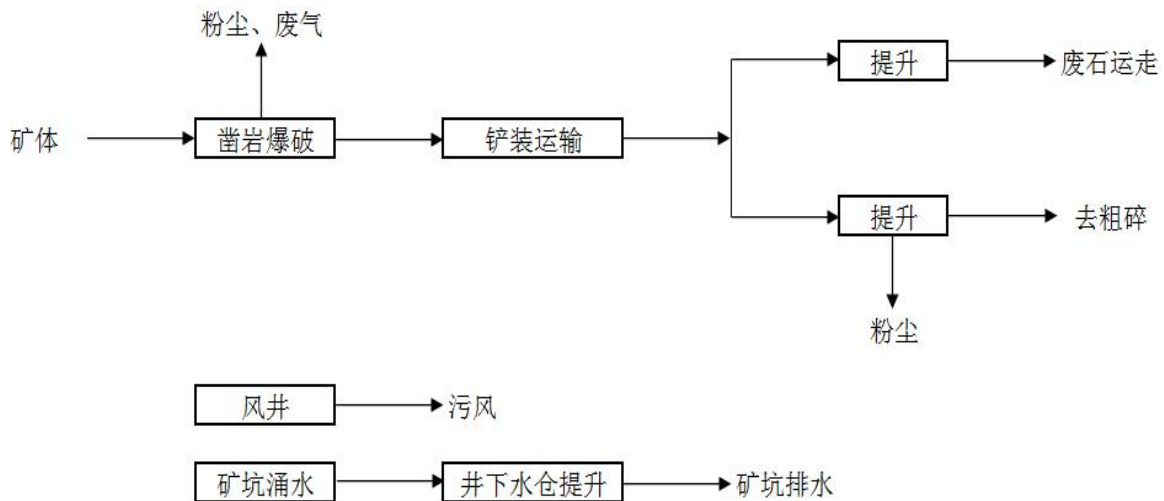 粉尘、废气
提升
废石运走
矿体
凿岩爆破
铲装运输
提升
去粗碎
粉尘
风井
污风
矿坑涌水
井下水仓提升
矿坑排水